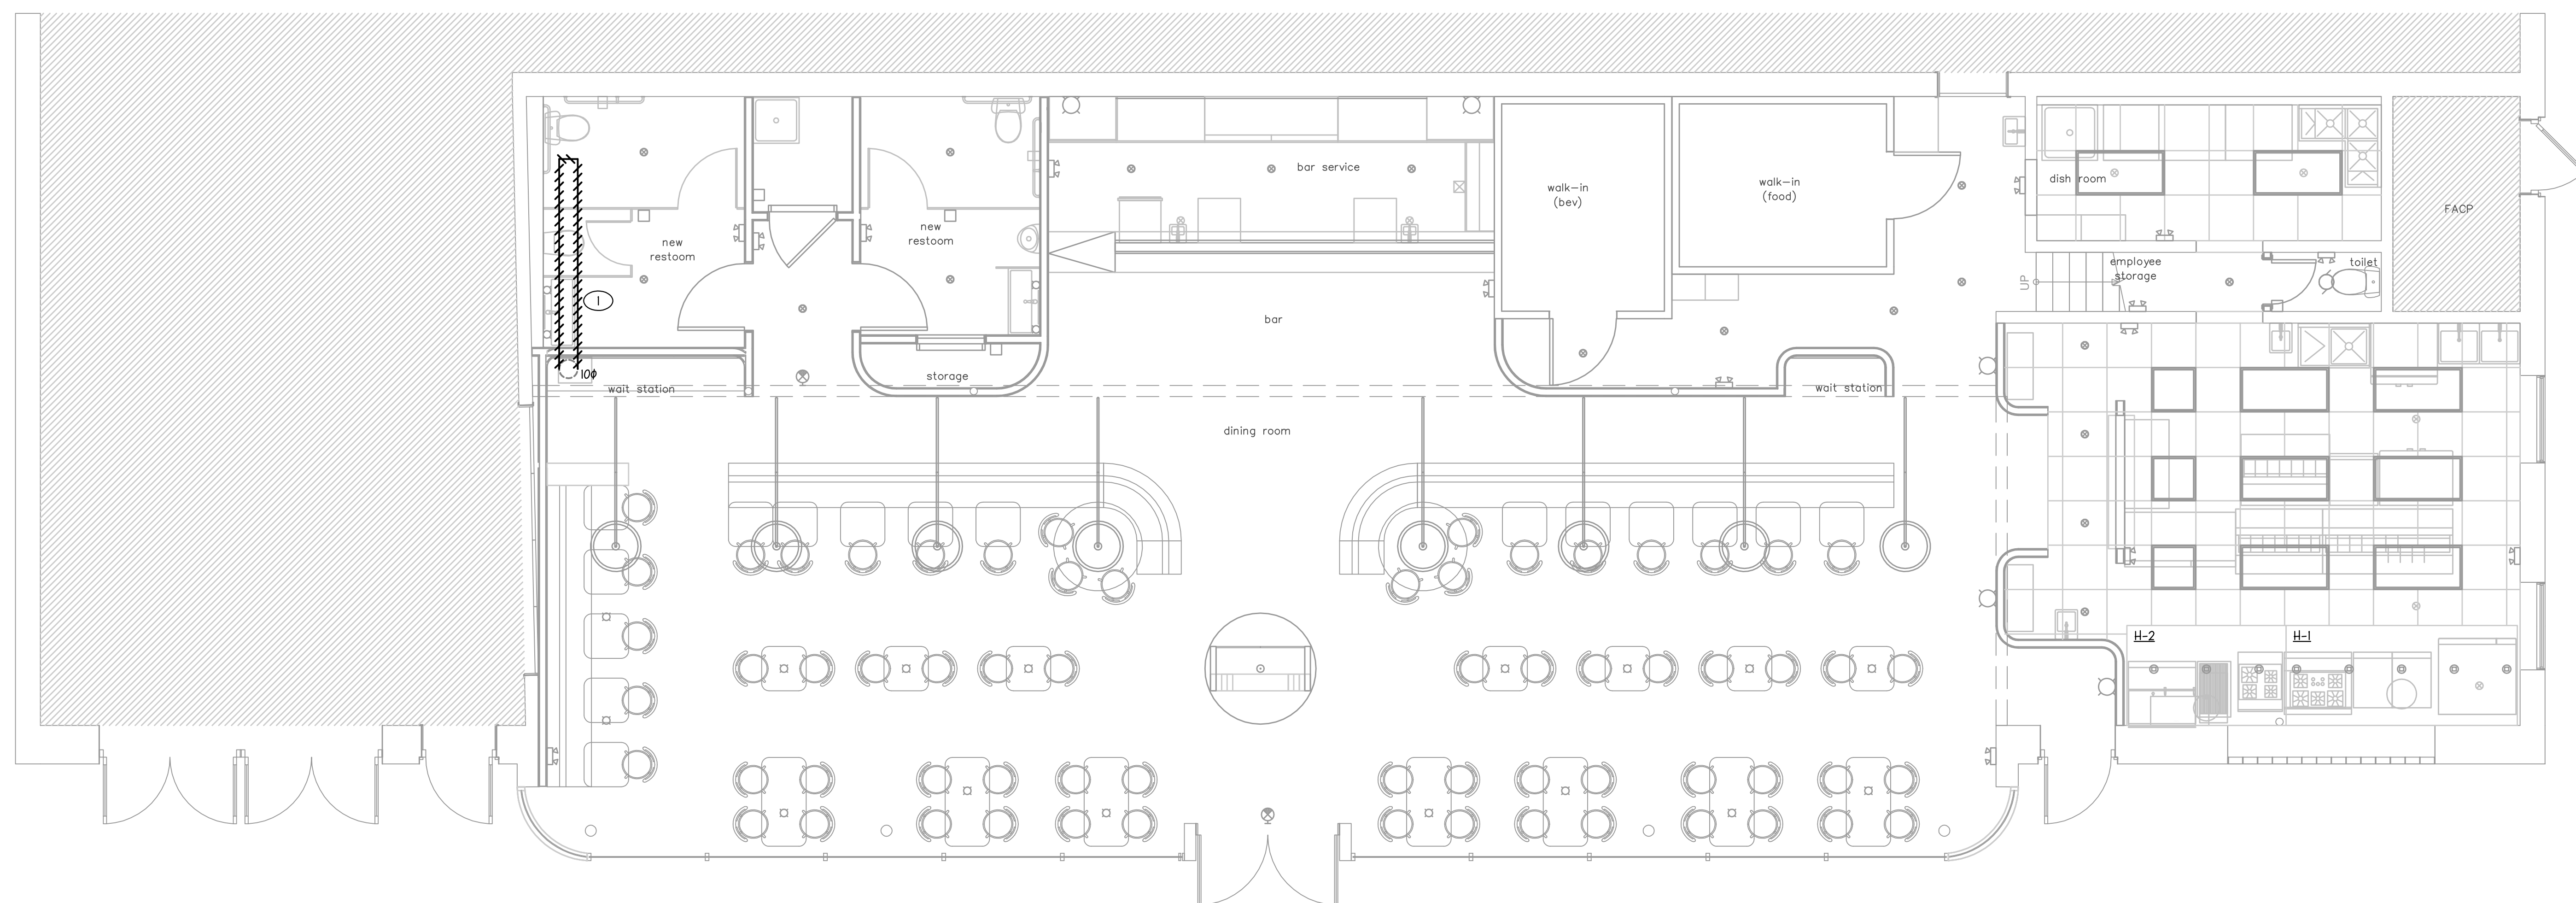 bar service
walk-in
(bev)
walk-in
(food)
dish room
FACP
new
restoom
new
restoom
employee
storage
toilet
UP
1
bar
10ø
wait station
storage
wait station
dining room
H-2
H-1